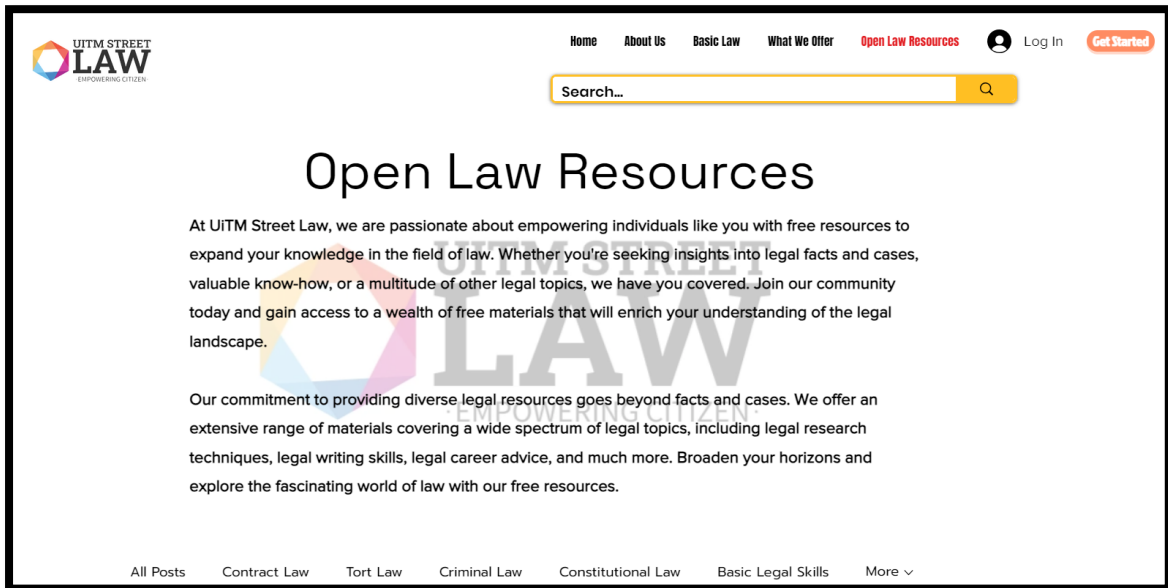 UITM STREET
LAW
EMPOWERING CITIZEN
Home About Us Basic Law What We Offer Open Law Resources Log In Get Started
Search...
Open Law Resources
At UiTM Street Law, we are passionate about empowering individuals like you with free resources to
expand your knowledge in the field of law. Whether you're seeking insights into legal facts and cases,
valuable know-how, or a multitude of other legal topics, we have you covered. Join our community
today and gain access to a wealth of free materials that will enrich your understanding of the legal
landscape.
UITM STREET
LAW
·EMPOWERING CITIZEN·
Our commitment to providing diverse legal resources goes beyond facts and cases. We offer an
extensive range of materials covering a wide spectrum of legal topics, including legal research
techniques, legal writing skills, legal career advice, and much more. Broaden your horizons and
explore the fascinating world of law with our free resources.
All Posts Contract Law Tort Law Criminal Law Constitutional Law Basic Legal Skills More